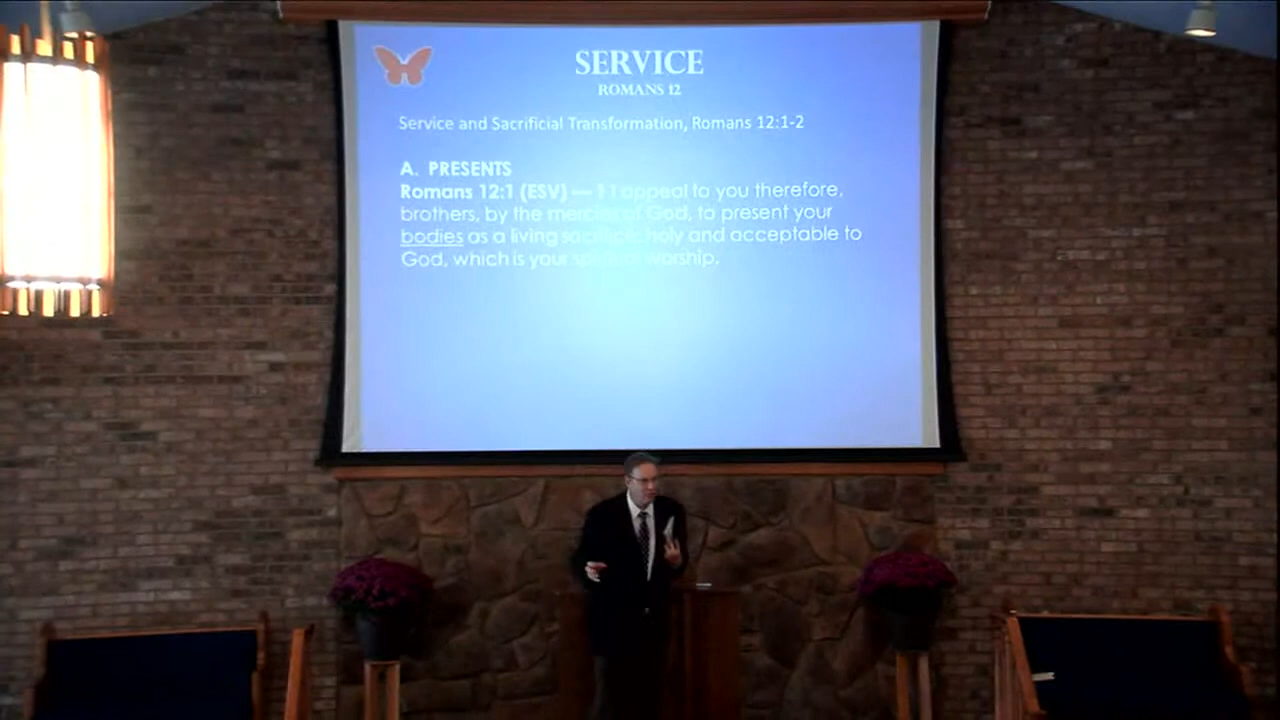 SERVICE
ROMANS 12
Service and Sacrificial Transformation, Romans 12:1-2
A. PRESENTS
Romans 12:1 (ESV) — 1 I appeal to you therefore,
brothers, by the mercies of God, to present your
bodies as a living sacrifice, holy and acceptable to
God, which is your spiritual worship.